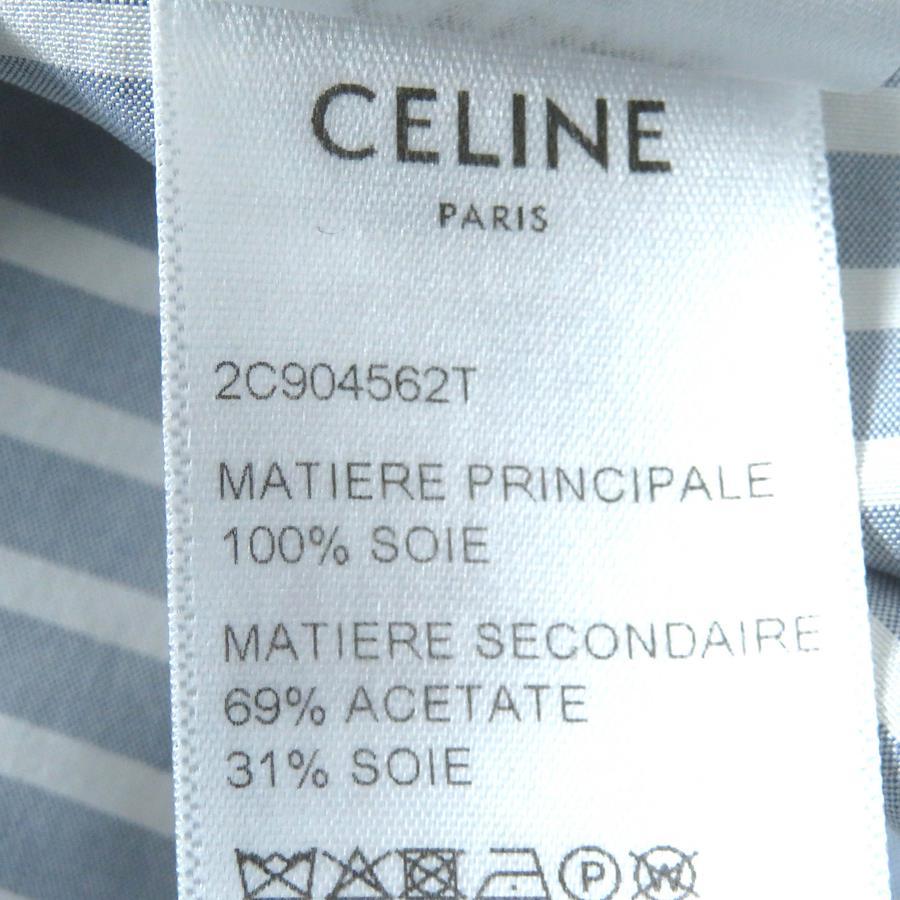 CELINE
PARIS
2C904562T
MATIERE PRINCIPALE
100% SOIE
MATIERE SECONDAIRE
69% ACETATE
31% SOIE
P
W